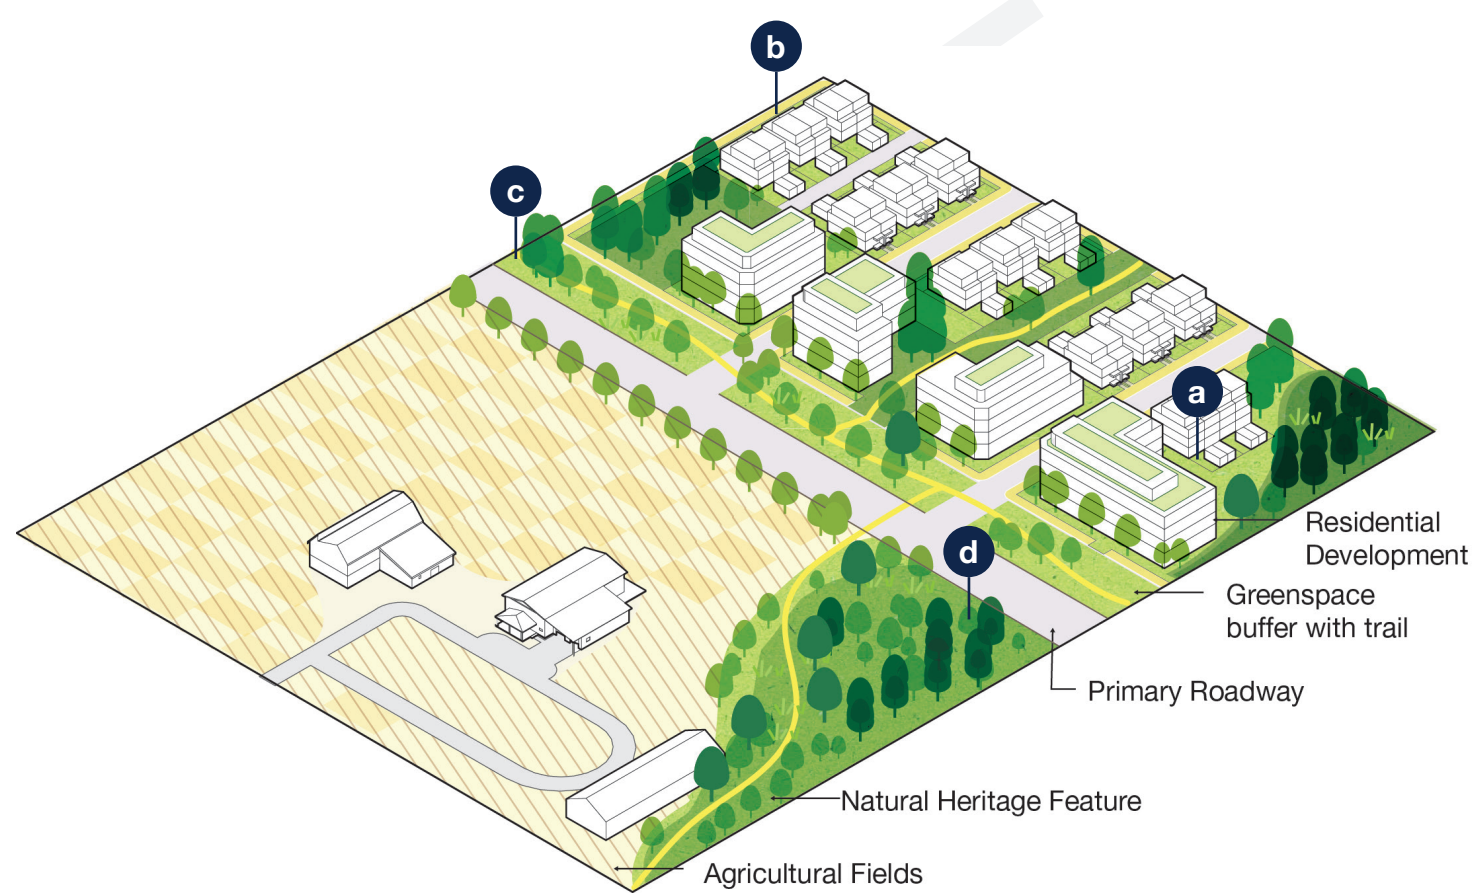 b
c
a
Residential
Development
d
Greenspace
buffer with trail
Primary Roadway
Natural Heritage Feature
Agricultural Fields